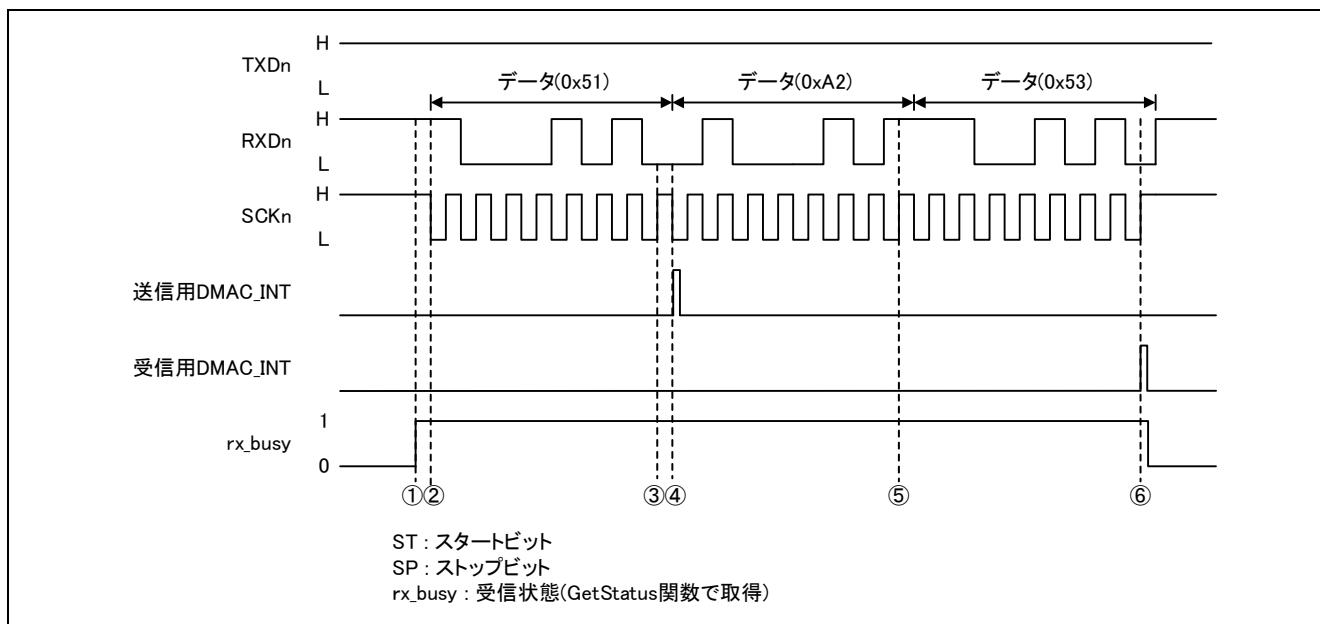 H
TXDn
L
データ(0x51) データ(0xA2) データ(0x53)
H
RXDn
L
H
SCKn
L
送信用DMAC_INT
受信用DMAC_INT
1
rx_busy
0
①② ③④ ⑤ ⑥
ST : スタートビット
SP : ストップビット
rx_busy : 受信状態(GetStatus関数で取得)